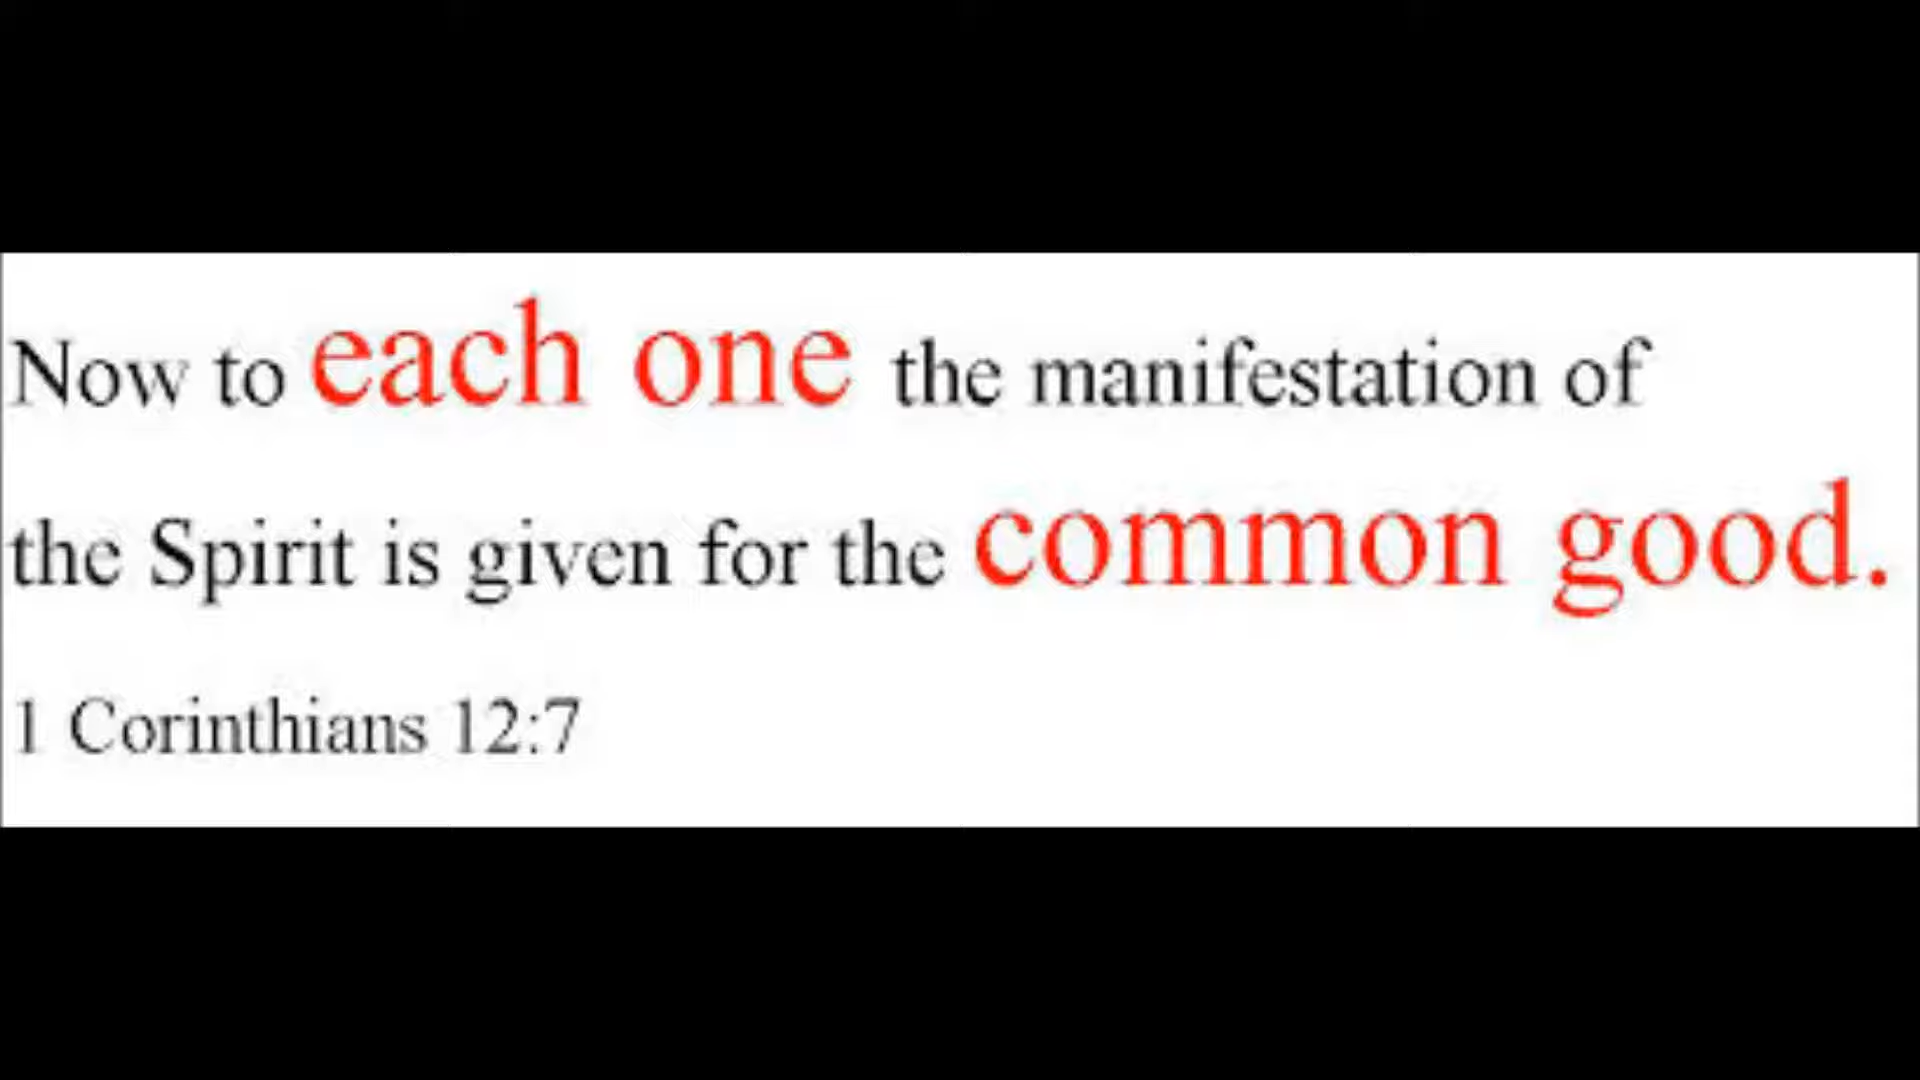 Now to each one the manifestation of
the Spirit is given for the common good.
1 Corinthians 12:7